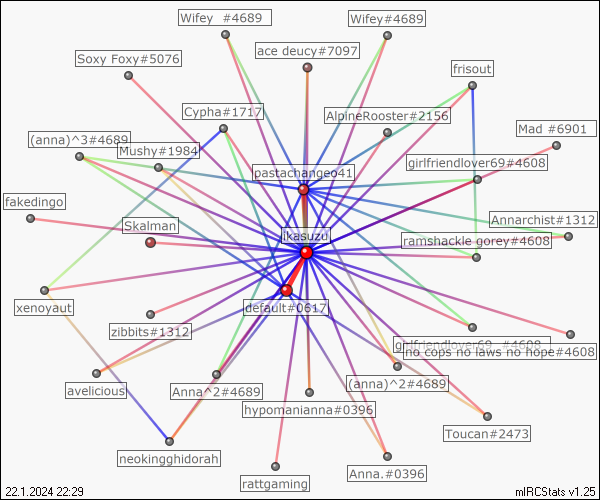 Wifey #4689
Wifey#4689
ace deucy#7097
Soxy Foxy#5076
frisout
Cypha#1717
AlpineRooster#2156
Mad #6901
(anna)^3#4689
Mushy#1984
girlfriendlover69#4608
pastachangeo41
fakedingo
Annarchist#1312
Skalman
ikasuzu
ramshackle gorey#4608
xenoyaut
default#0617
zibbits#1312
girlfriendlover69 #4608
no cops no laws no hope#4608
avelicious
Anna^2#4689
(anna)^2#4689
hypomanianna#0396
Toucan#2473
neokingghidorah
Anna.#0396
rattgaming
22.1.2024 22:29
mIRCStats v1.25